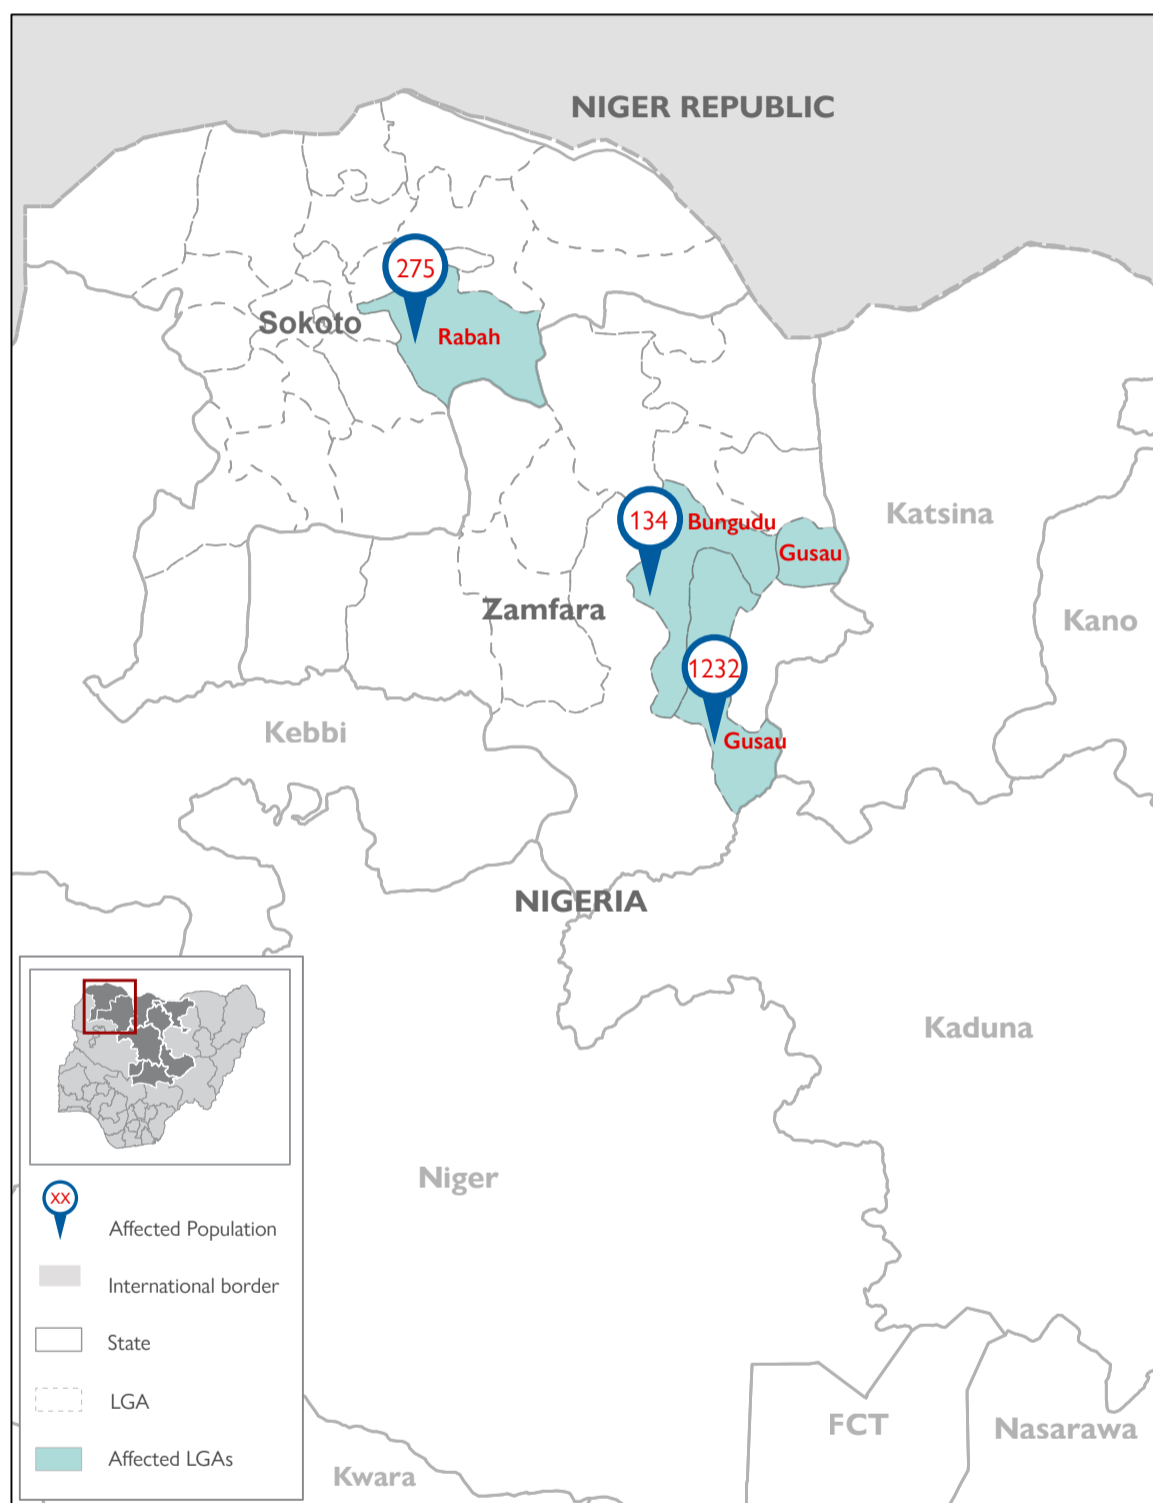 NIGER REPUBLIC
275
Sokoto
Rabah
134
Bungudu
Katsina
Gusau
Zamfara
Kano
1232
Kebbi
Gusau
NIGERIA
Kaduna
Niger
XX
Affected Population
International border
State
LGA
Affected LGAs
FCT
Nasarawa
Kwara